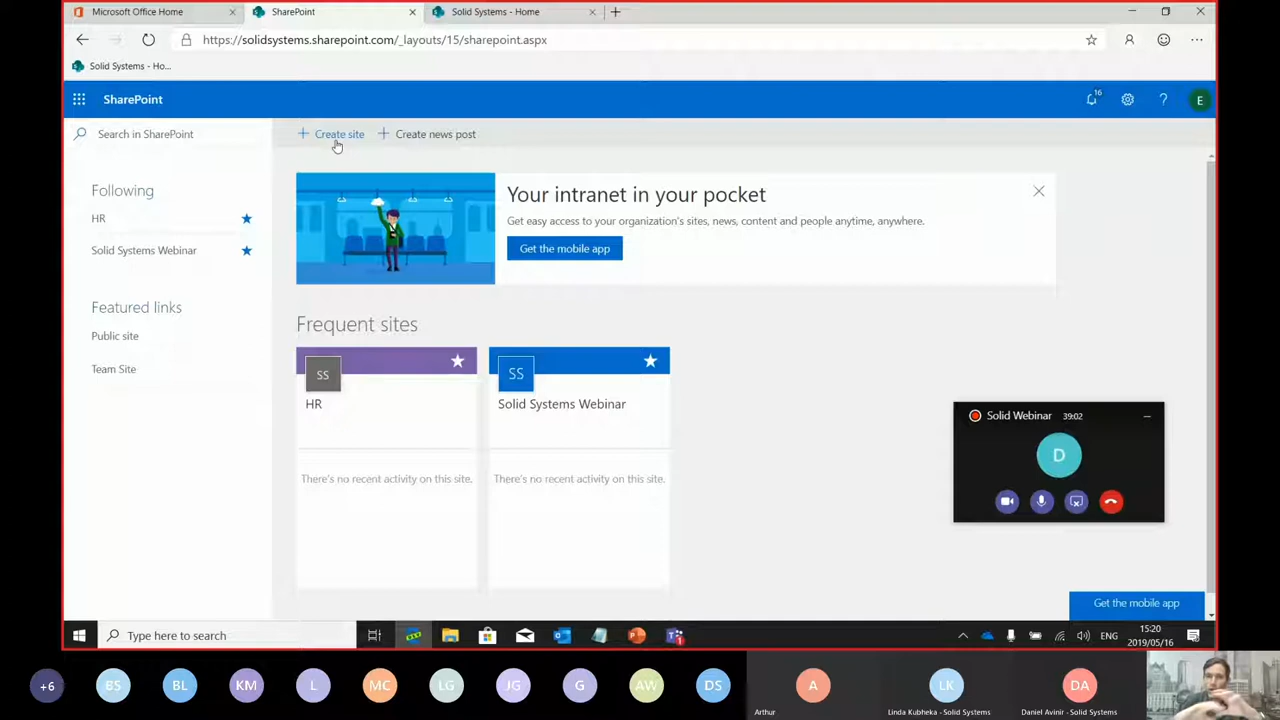 Microsoft Office Home
SharePoint
Solid Systems - Home
https://solidsystems.sharepoint.com/_layouts/15/sharepoint.aspx
Solid Systems - Ho...
SharePoint
16
?
E
Search in SharePoint
+ Create site
+ Create news post
Following
HR
Solid Systems Webinar
Featured links
Public site
Team Site
Your intranet in your pocket
Get easy access to your organization's sites, news, content and people anytime, anywhere.
Get the mobile app
Frequent sites
SS
HR
There's no recent activity on this site.
SS
Solid Systems Webinar
There's no recent activity on this site.
Solid Webinar 39:02
D
Get the mobile app
Type here to search
ENG
15:20
2019/05/16
+6
BS
BL
KM
L
MC
LG
JG
G
AW
DS
A
Arthur
LK
Linda Kubheka - Solid Systems
DA
Daniel Avinir - Solid Systems